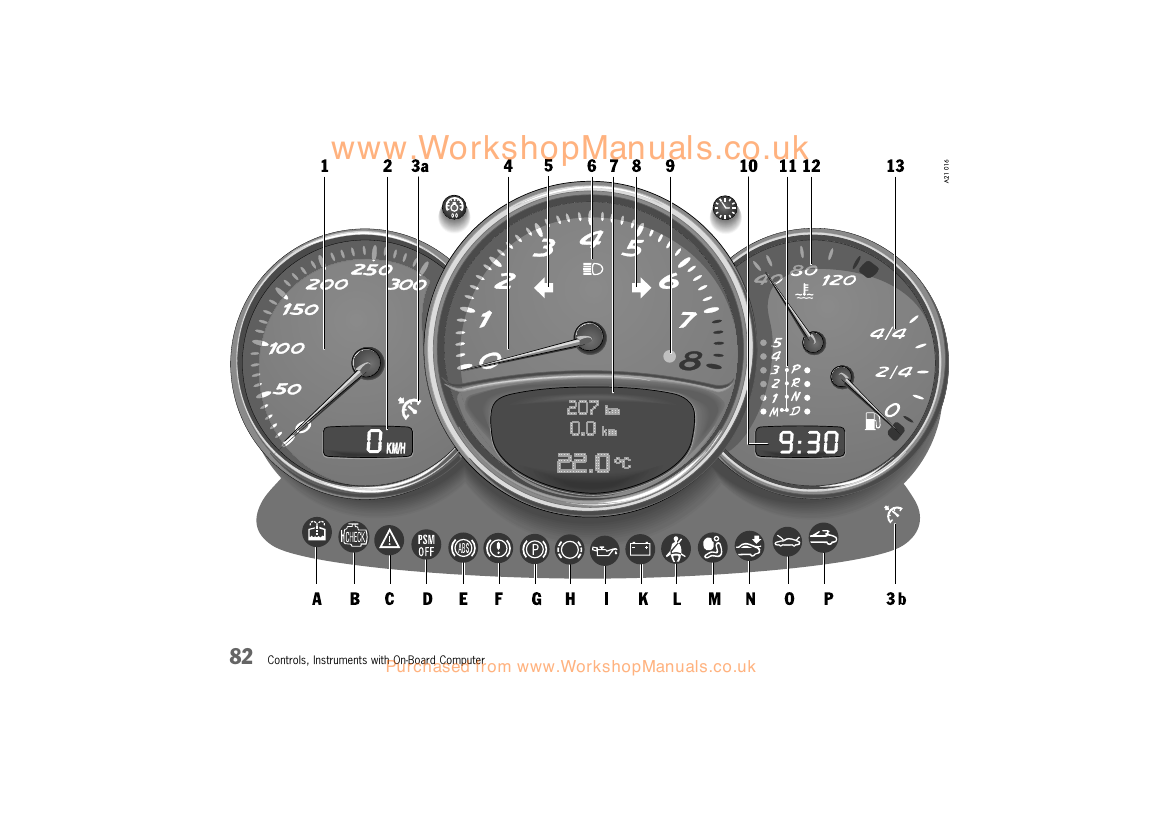 www.WorkshopManuals.co.uk
1 2 3a 4 5 6 7 8 9 10 11 12 13
A21 016
0 50 100 150 200 250 300
0 KM/H
0 1 2 3 4 5 6 7 8
207 km
0.0 km
22.0 °C
40 80 120
4/4
2/4
0
5
4
3 P
2 R
1 N
M D
9:30
CHECK
PSM
OFF
ABS
P
A B C D E F G H I K L M N O P 3b
82 Controls, Instruments with On-Board Computer
Purchased from www.WorkshopManuals.co.uk